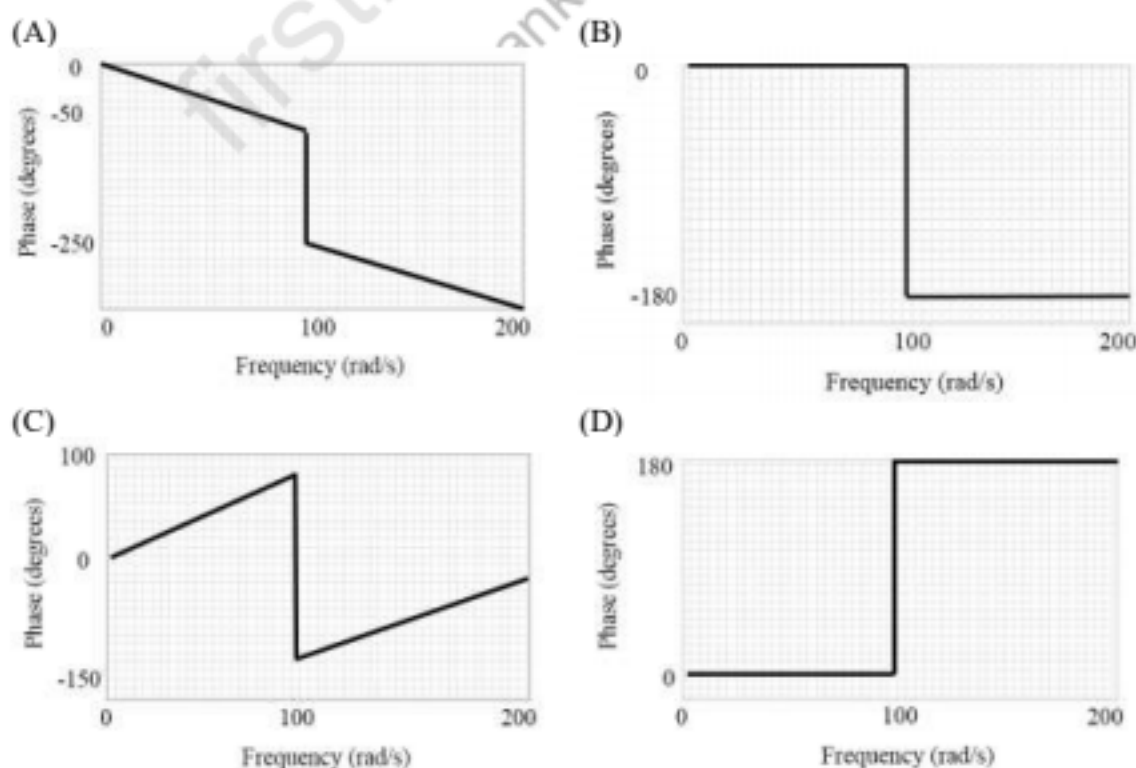 (A)
0
-50
-250
Phase (degrees)
0 100 200
Frequency (rad/s)
(B)
0
-180
Phase (degrees)
0 100 200
Frequency (rad/s)
(C)
100
0
-150
Phase (degrees)
0 100 200
Frequency (rad/s)
(D)
180
0
Phase (degrees)
0 100 200
Frequency (rad/s)